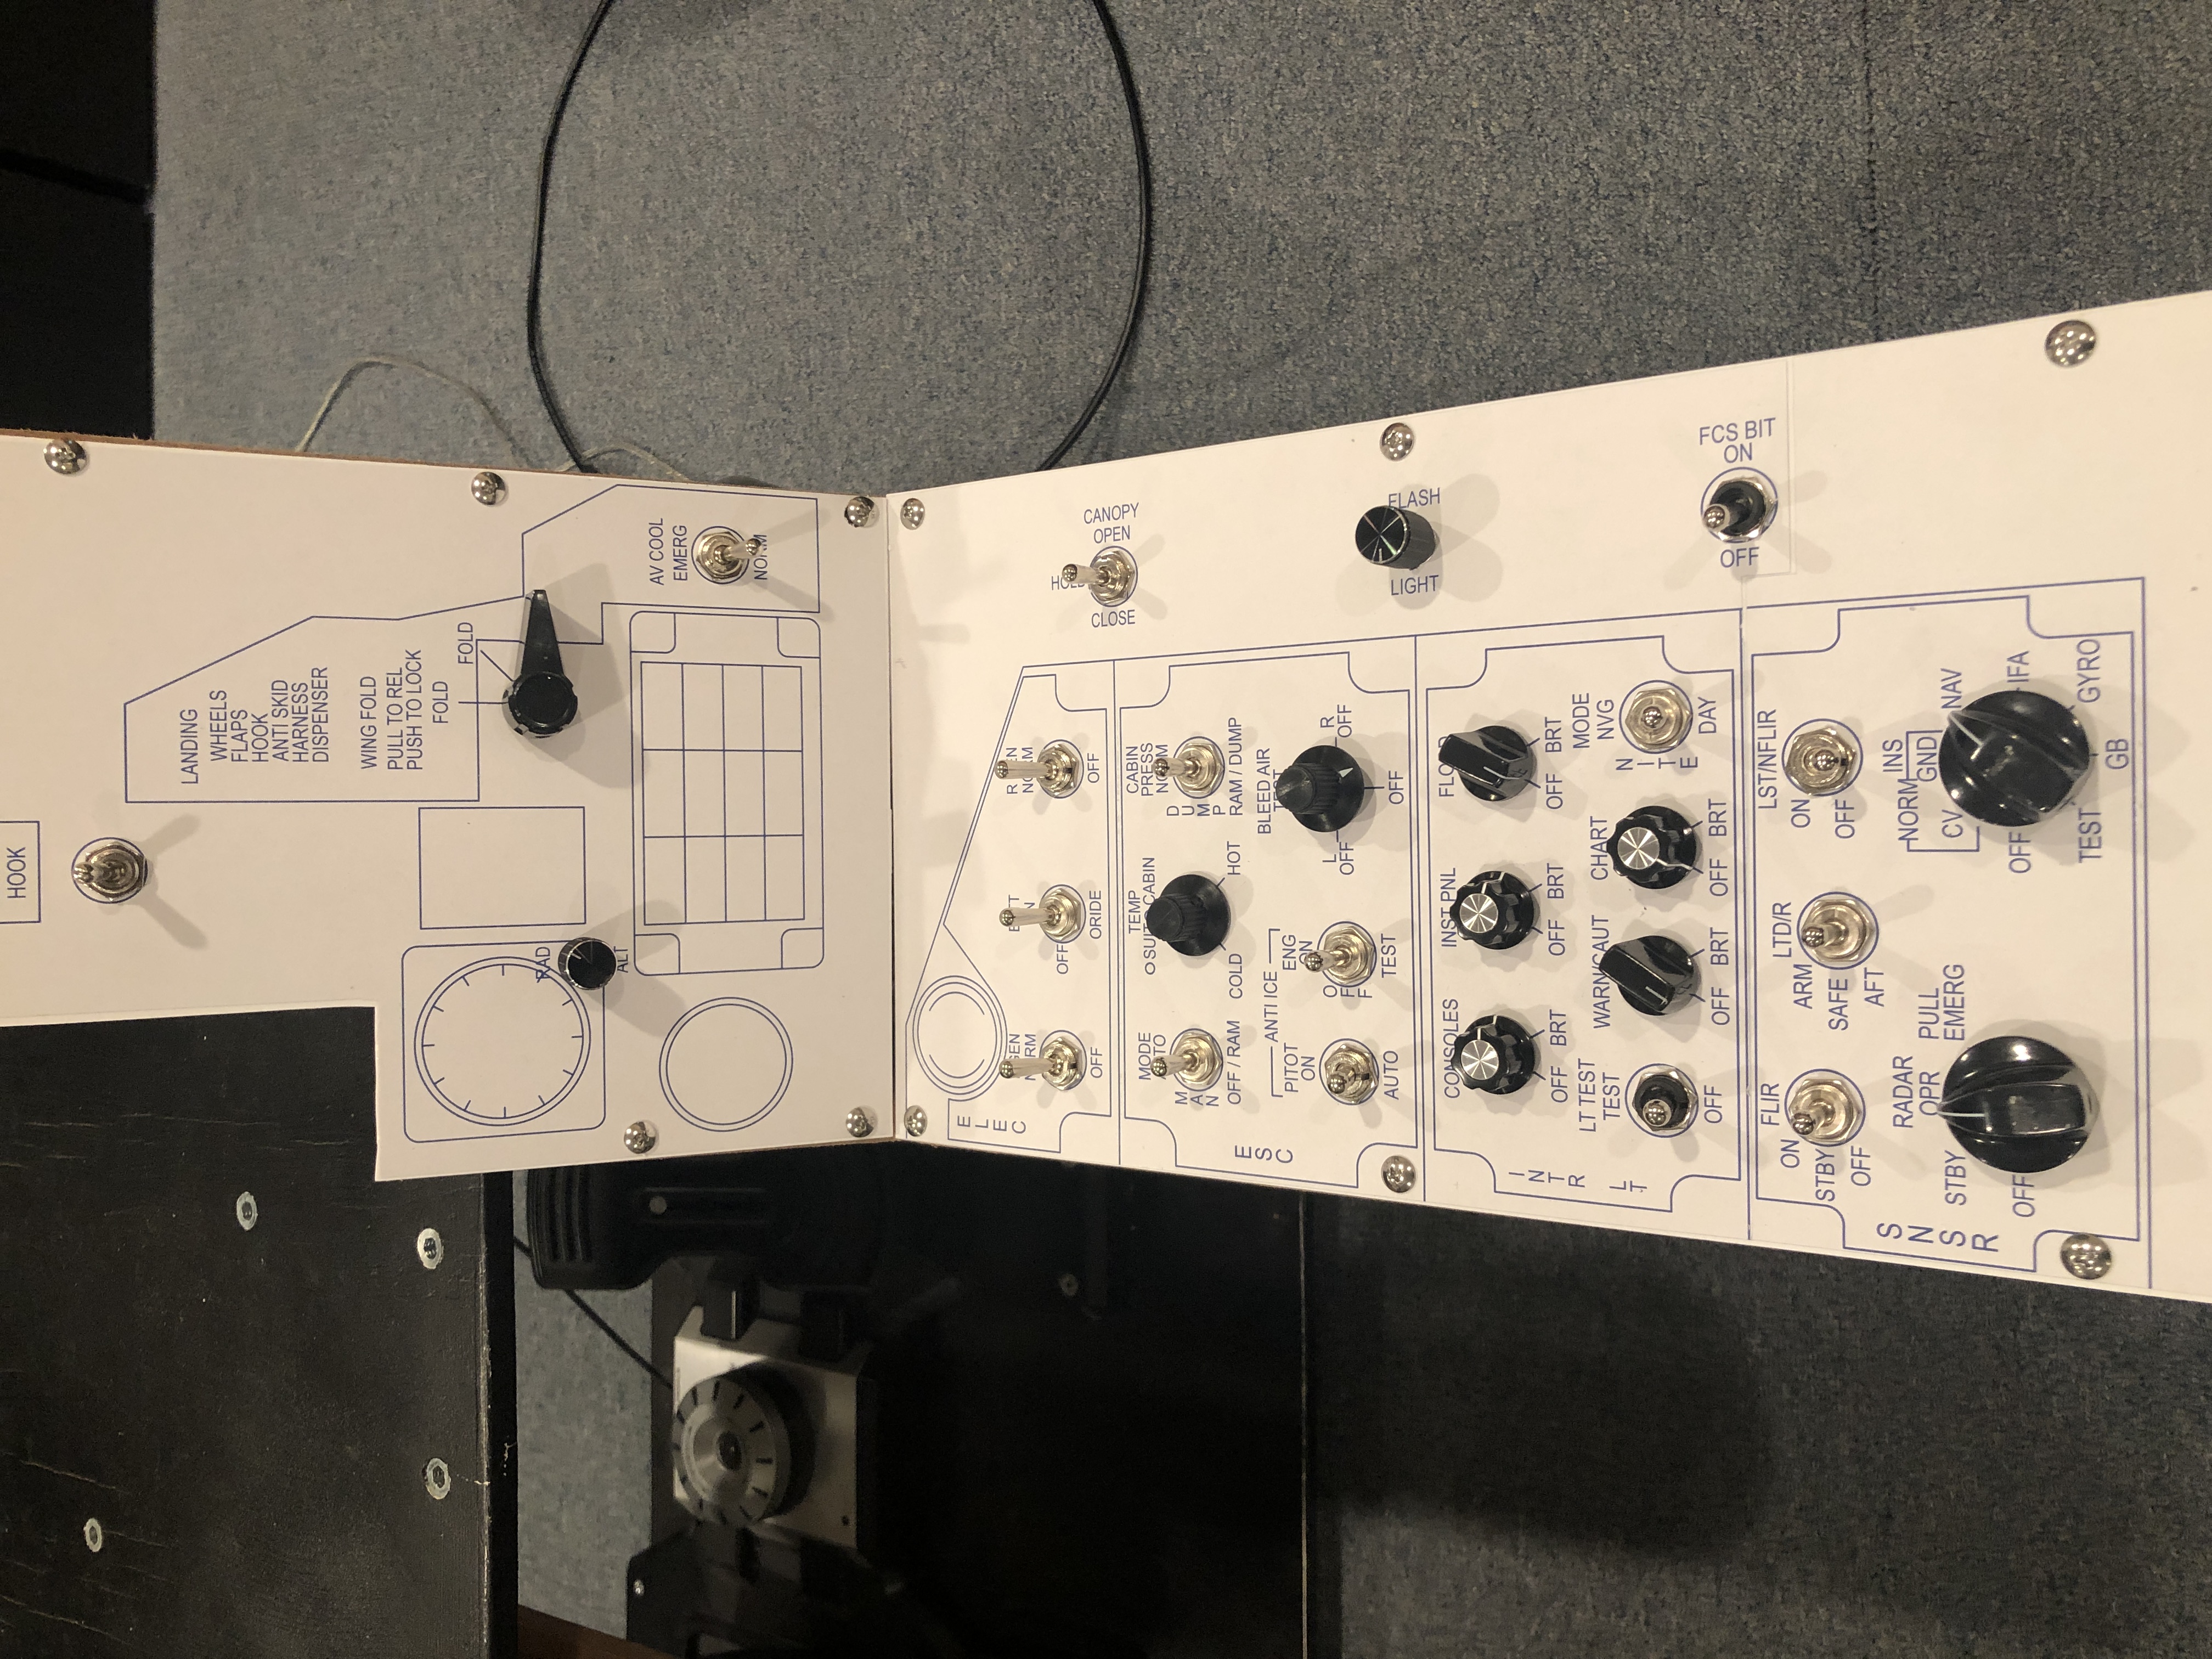 HOOK
LANDING
WHEELS
FLAPS
HOOK
ANTI SKID
HARNESS
DISPENSER
WING FOLD
PULL TO REL
PUSH TO LOCK
FOLD
FOLD
RAD
ALT
AV COOL
EMERG
NORM
ELEC
OFF
OFF
ORIDE
OFF
HOLD
CLOSE
CANOPY
OPEN
ESC
MODE
MAN
OFF / RAM
TEMP
CABIN
COLD
HOT
CABIN
PRESS
DUMP
RAM / DUMP
ANTI ICE
PITOT
ON
AUTO
ENG
ON
OFF
TEST
BLEED AIR
L
OFF
R
OFF
OFF
LIGHT
FLASH
INTR LT
CONSOLES
OFF BRT
INST PNL
OFF BRT
OFF BRT
LT TEST
TEST
OFF
WARN/CAUT
OFF BRT
CHART
OFF BRT
MODE
NVG
NITE
DAY
FCS BIT
ON
OFF
SNSR
FLIR
ON
STBY
OFF
LTD/R
ARM
SAFE
AFT
LST/NFLIR
ON
OFF
RADAR
OPR
STBY
OFF
PULL
EMERG
INS
NORM
GND
CV
NAV
OFF
IFA
TEST
GYRO
GB